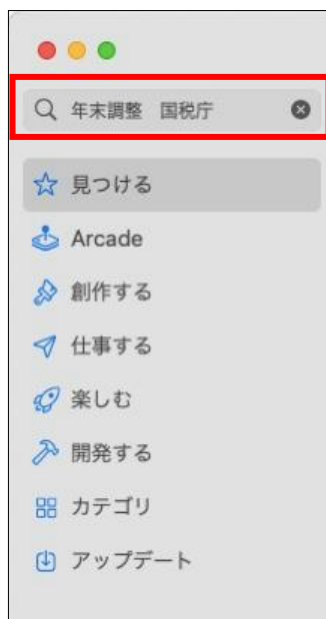 年末調整　国税庁
見つける
Arcade
創作する
仕事する
楽しむ
開発する
カテゴリ
アップデート